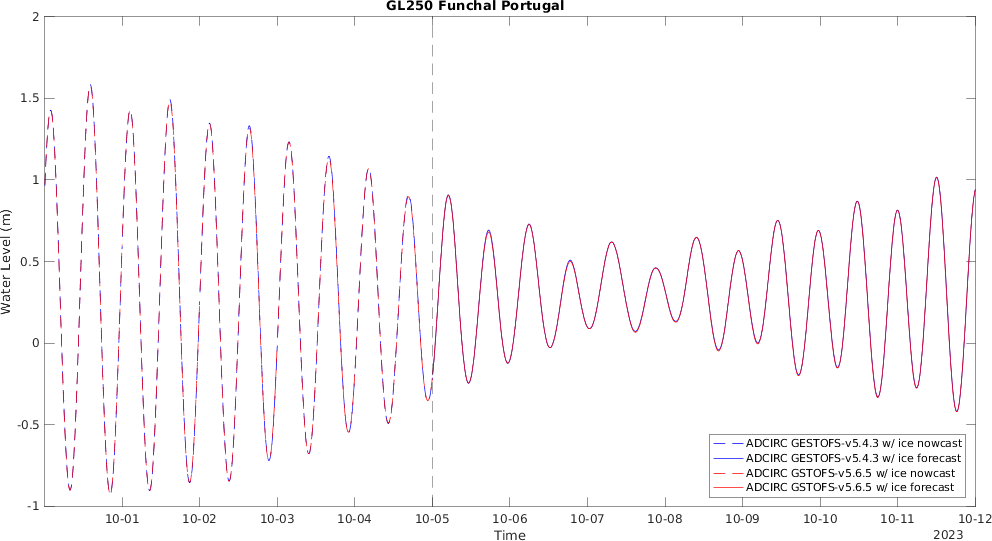 GL250 Funchal Portugal
2
1.5
1
0.5
0
-0.5
-1
Water Level (m)
10-01 10-02 10-03 10-04 10-05 10-06 10-07 10-08 10-09 10-10 10-11 10-12
Time
2023
ADCIRC GESTOFS-v5.4.3 w/ ice nowcast
ADCIRC GESTOFS-v5.4.3 w/ ice forecast
ADCIRC GSTOFS-v5.6.5 w/ ice nowcast
ADCIRC GSTOFS-v5.6.5 w/ ice forecast